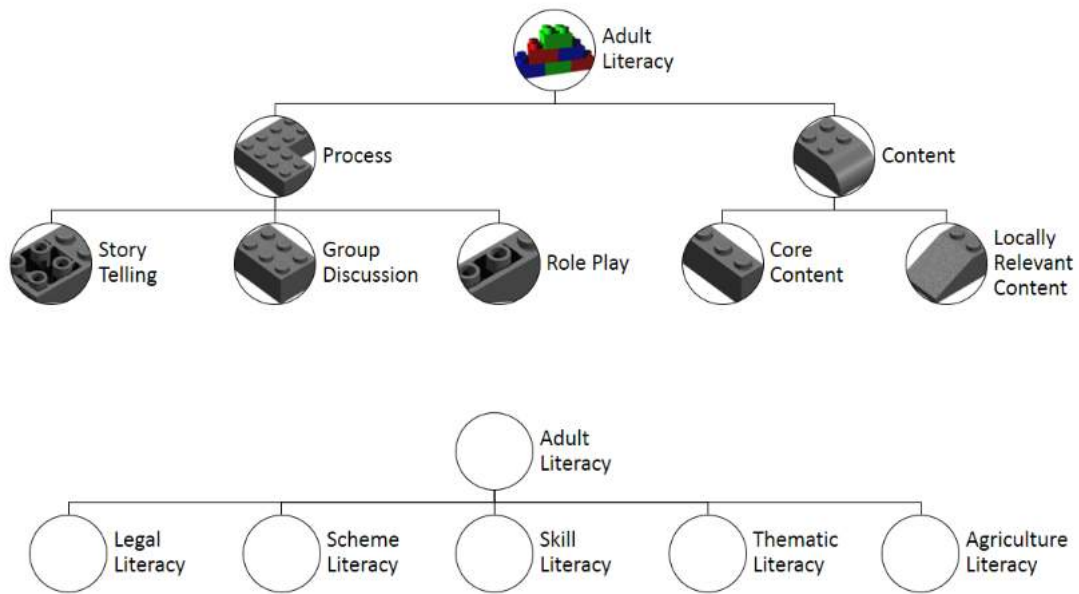 Adult
Literacy
Process
Content
Story
Telling
Group
Discussion
Role Play
Core
Content
Locally
Relevant
Content
Adult
Literacy
Legal
Literacy
Scheme
Literacy
Skill
Literacy
Thematic
Literacy
Agriculture
Literacy